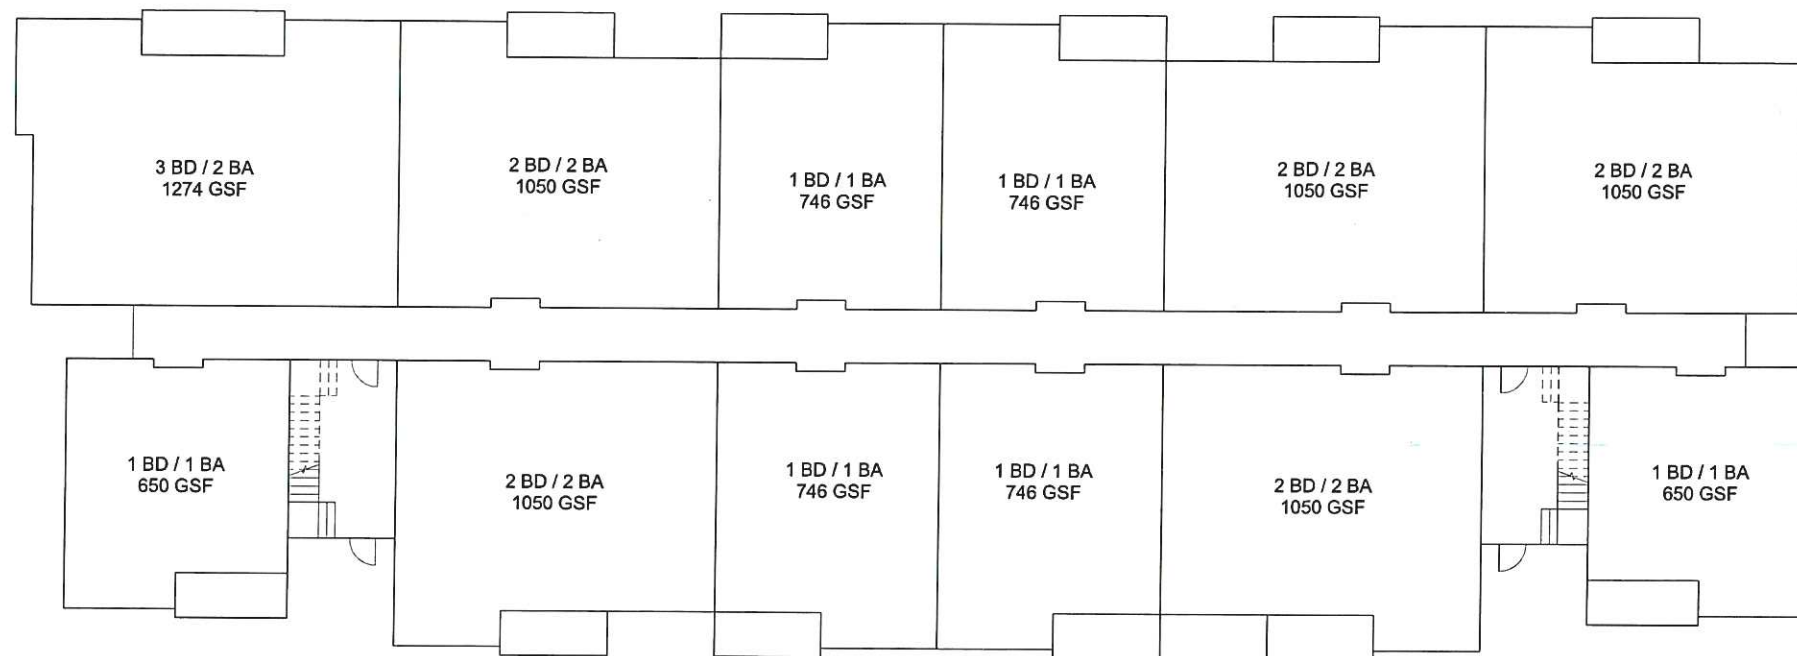 3 BD / 2 BA
1274 GSF
2 BD / 2 BA
1050 GSF
1 BD / 1 BA
746 GSF
1 BD / 1 BA
746 GSF
2 BD / 2 BA
1050 GSF
2 BD / 2 BA
1050 GSF
1 BD / 1 BA
650 GSF
2 BD / 2 BA
1050 GSF
1 BD / 1 BA
746 GSF
1 BD / 1 BA
746 GSF
2 BD / 2 BA
1050 GSF
1 BD / 1 BA
650 GSF